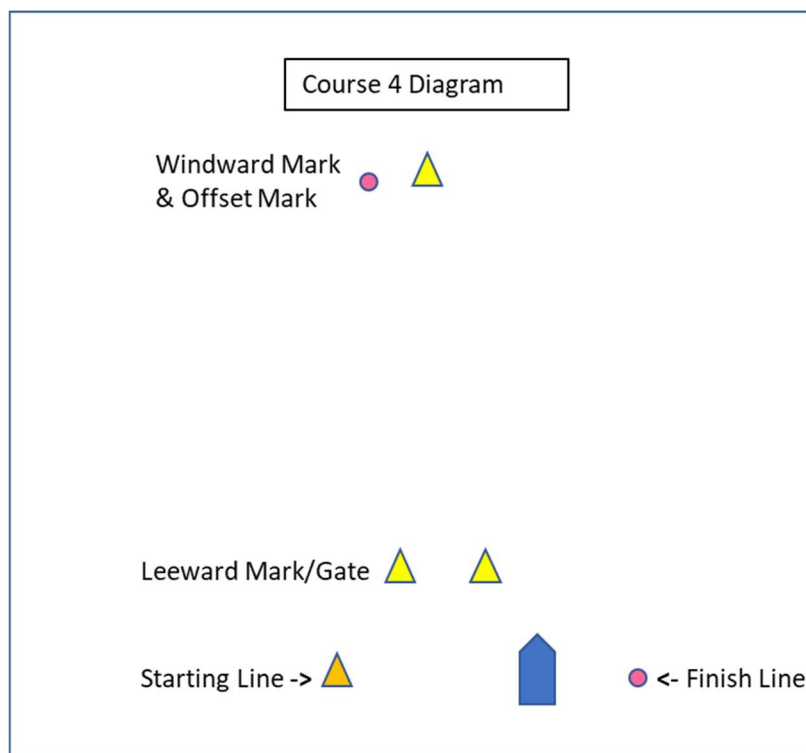 Course 4 Diagram
Windward Mark
& Offset Mark
Leeward Mark/Gate
Starting Line ->
<- Finish Line